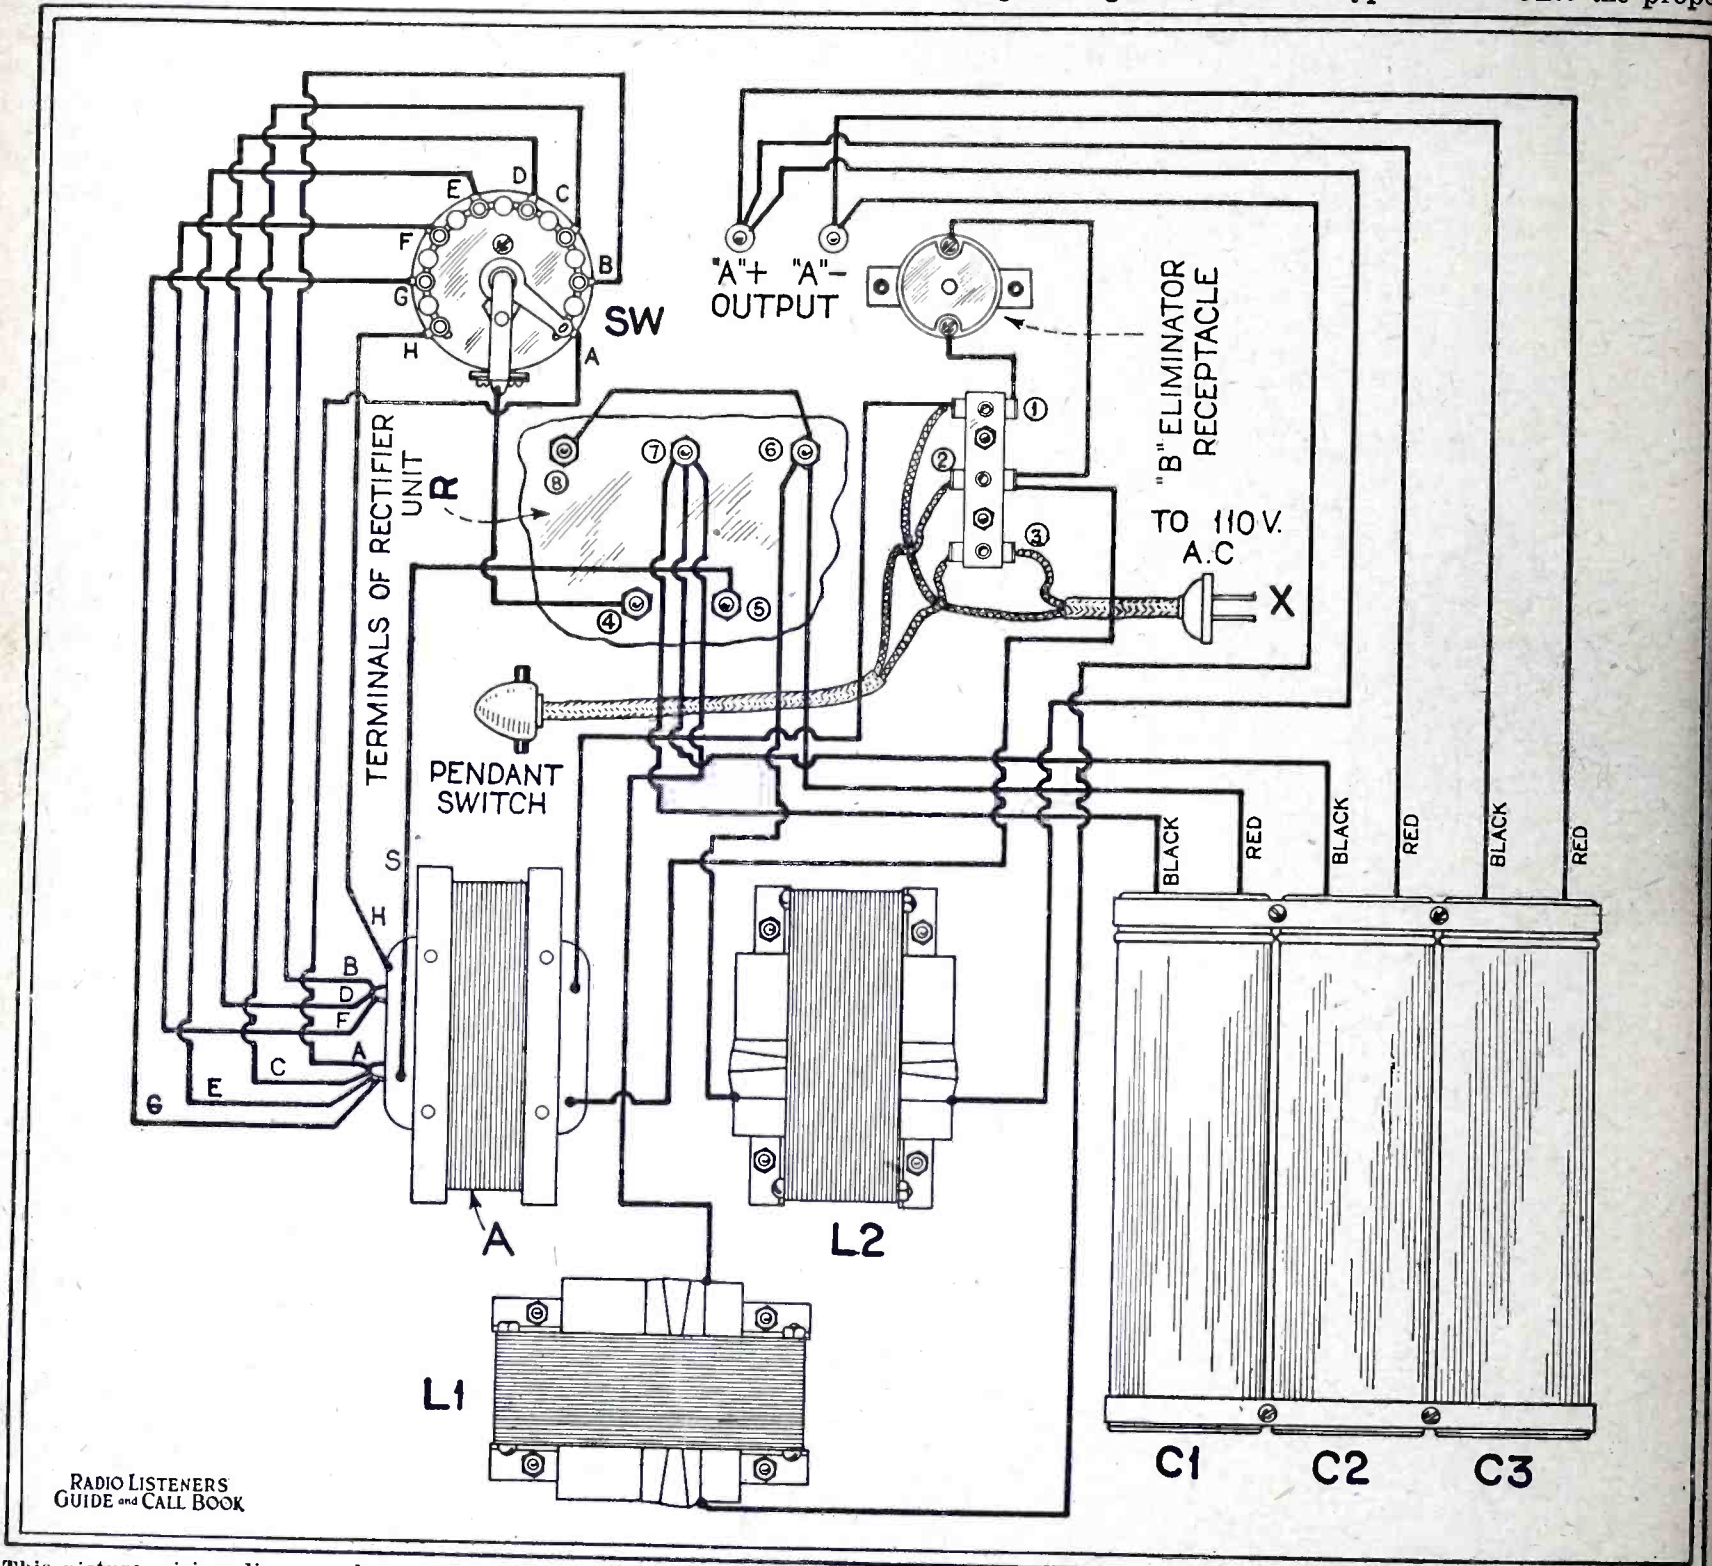 E
D
C
F
B
G
H
A
SW
"A"+ "A"-
OUTPUT
"B" ELIMINATOR
RECEPTACLE
TERMINALS OF RECTIFIER
UNIT
R
8
7
6
4
5
1
2
3
TO 110 V.
A.C
X
PENDANT
SWITCH
S
H
B
D
F
A
C
E
G
A
L2
L1
BLACK
RED
BLACK
RED
BLACK
RED
C1
C2
C3
RADIO LISTENERS
GUIDE and CALL BOOK